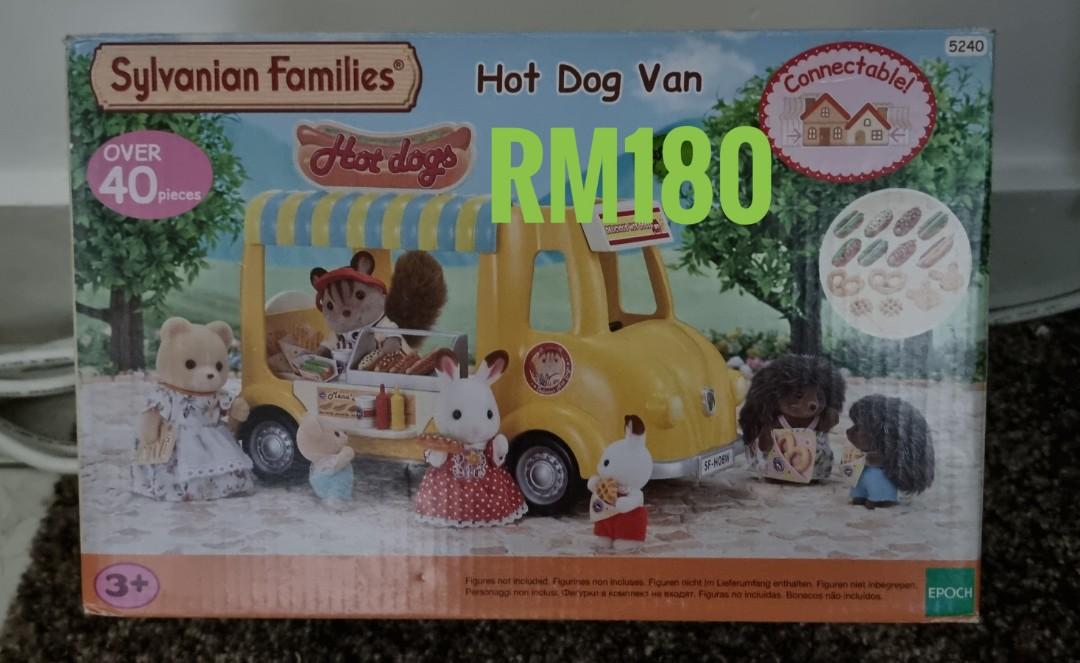 5240
Sylvanian Families®
Hot Dog Van
Connectable!
OVER
40 pieces
Hot dogs
RM180
Menu
SF-HOBW
3+
Figures not included. Figurines non incluses. Figuren nicht im Lieferumfang enthalten. Figuren niet inbegrepen.
Personaggi non inclusi. Фигурки в комплект не входят. Figuras no incluidas. Bonecos não incluídos.
EPOCH